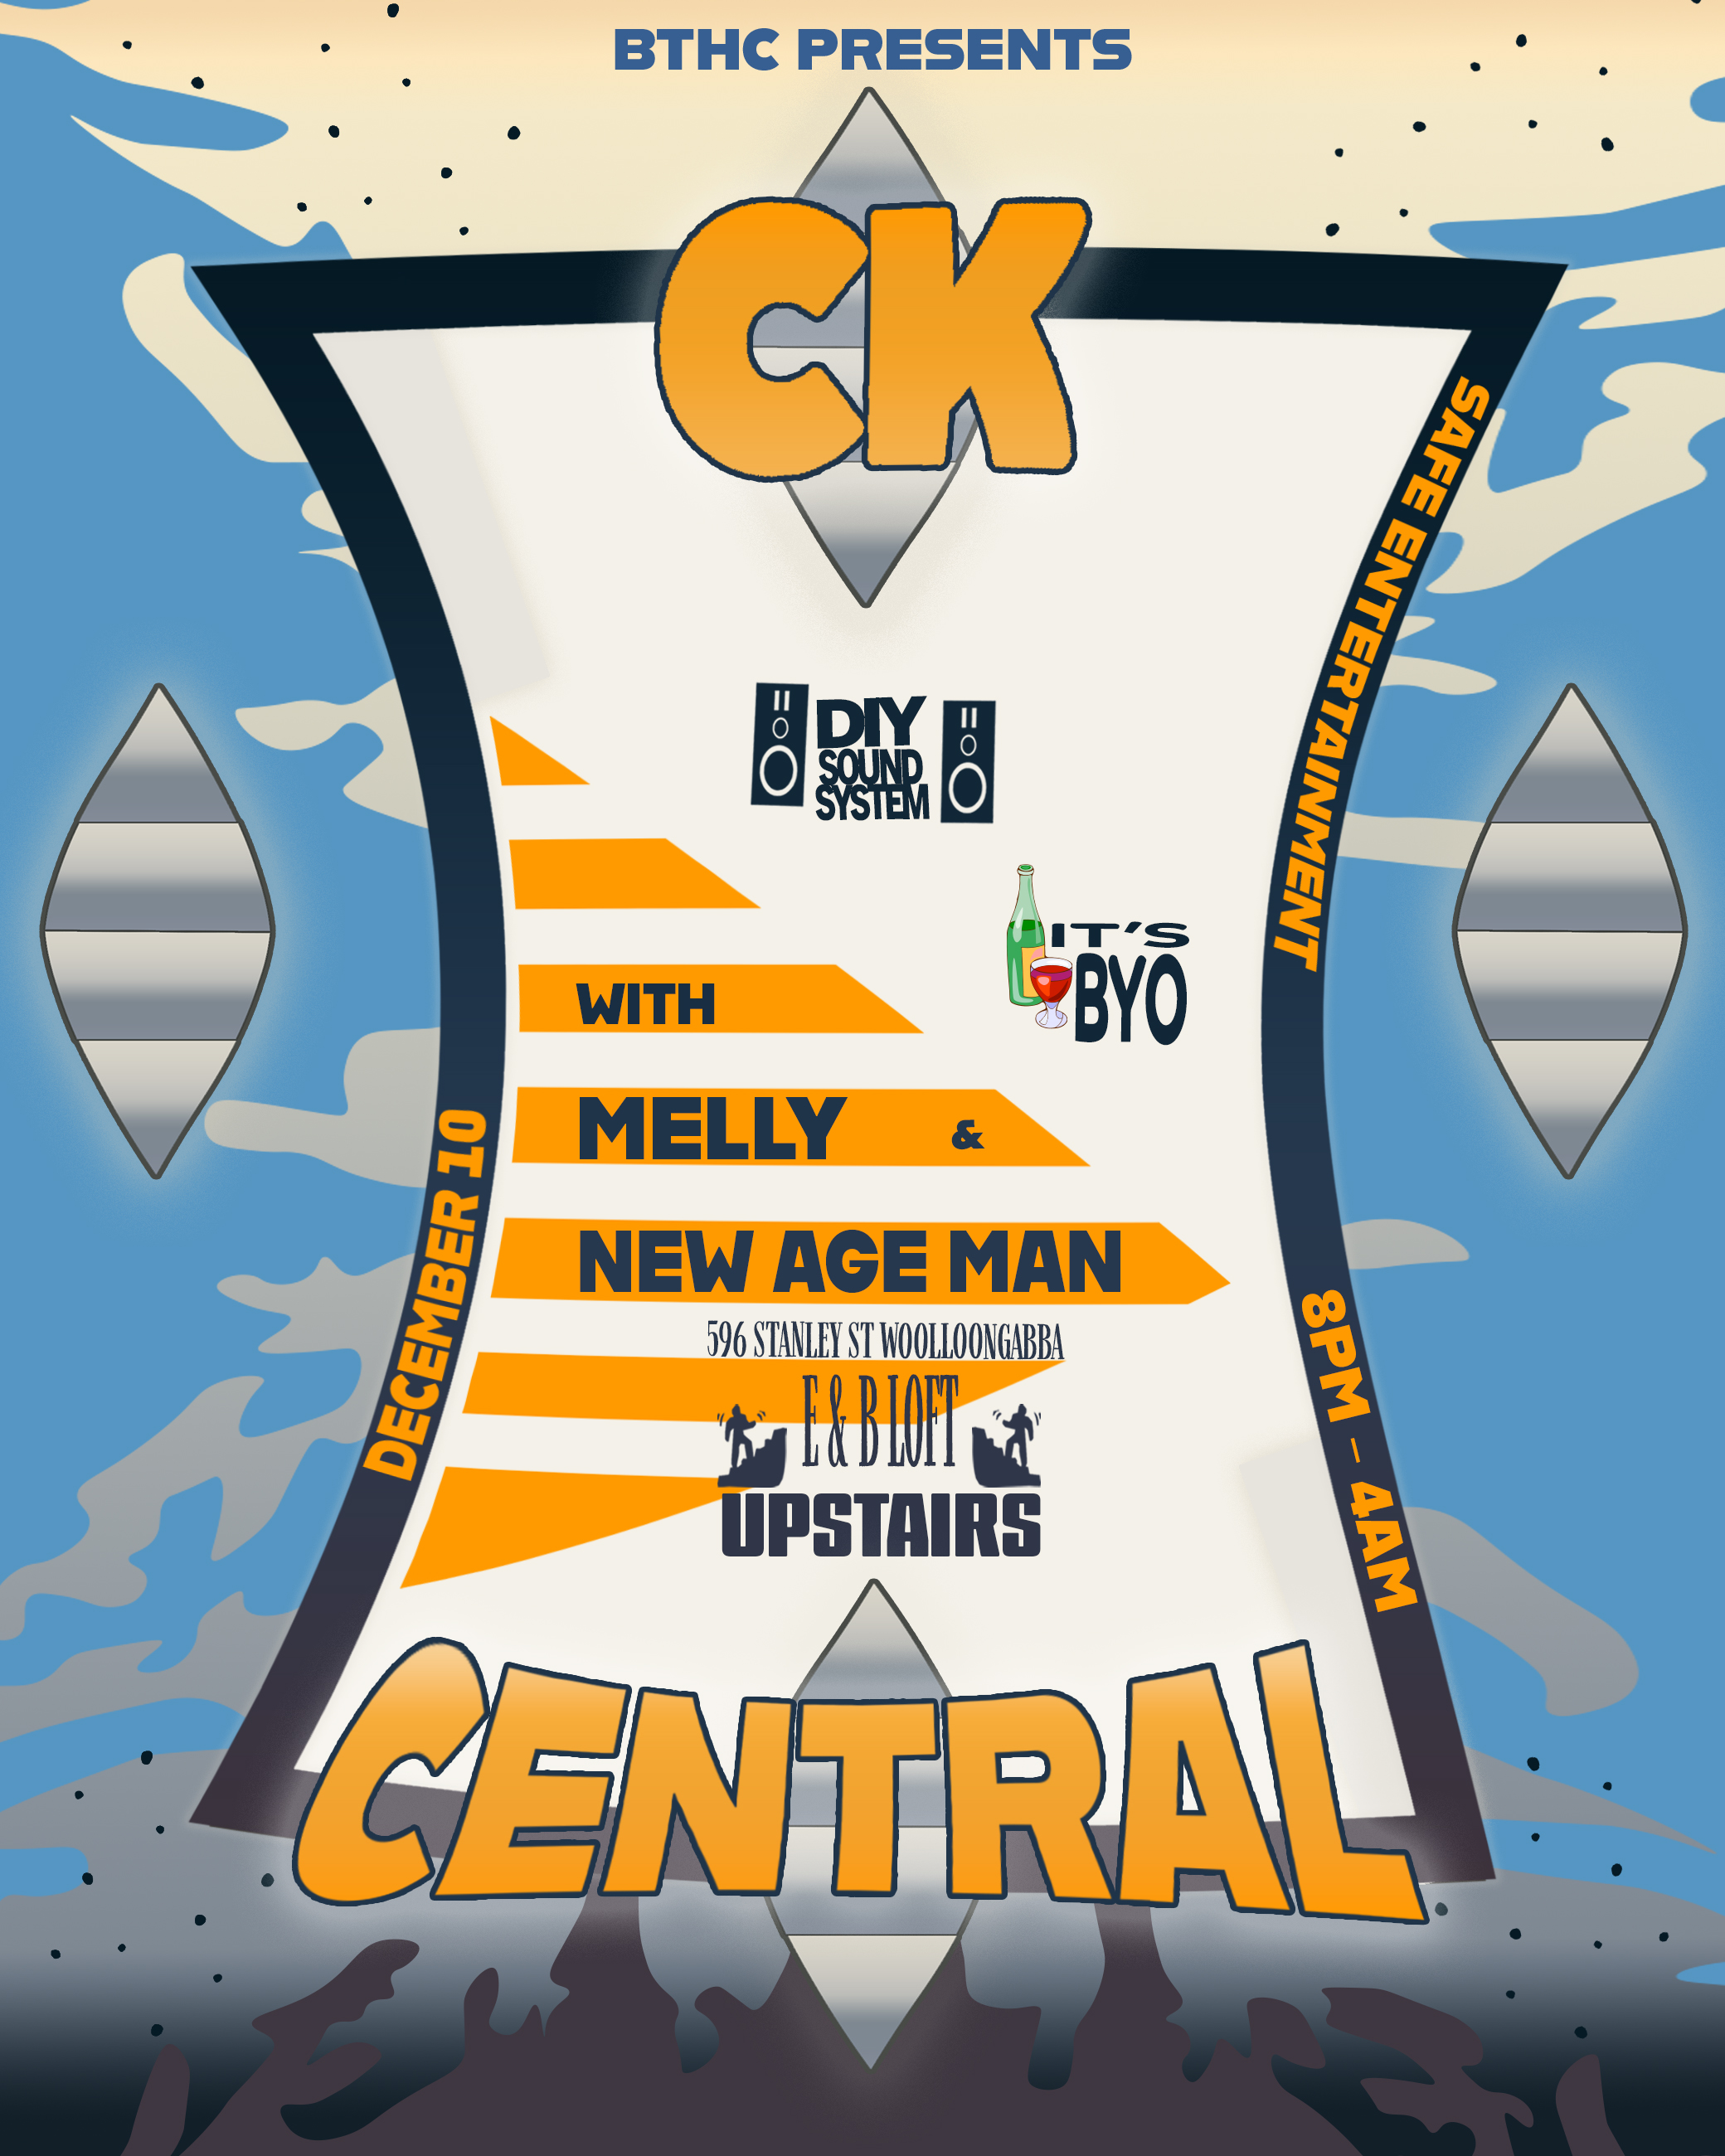 BTHC PRESENTS
CK
SAFE ENTERTAINMENT
DIY
SOUND
SYSTEM
IT'S
BYO
WITH
MELLY &
NEW AGE MAN
DECEMBER 10
8PM – 4AM
596 STANLEY ST WOOLLOONGABBA
E & B LOFT
UPSTAIRS
CENTRAL